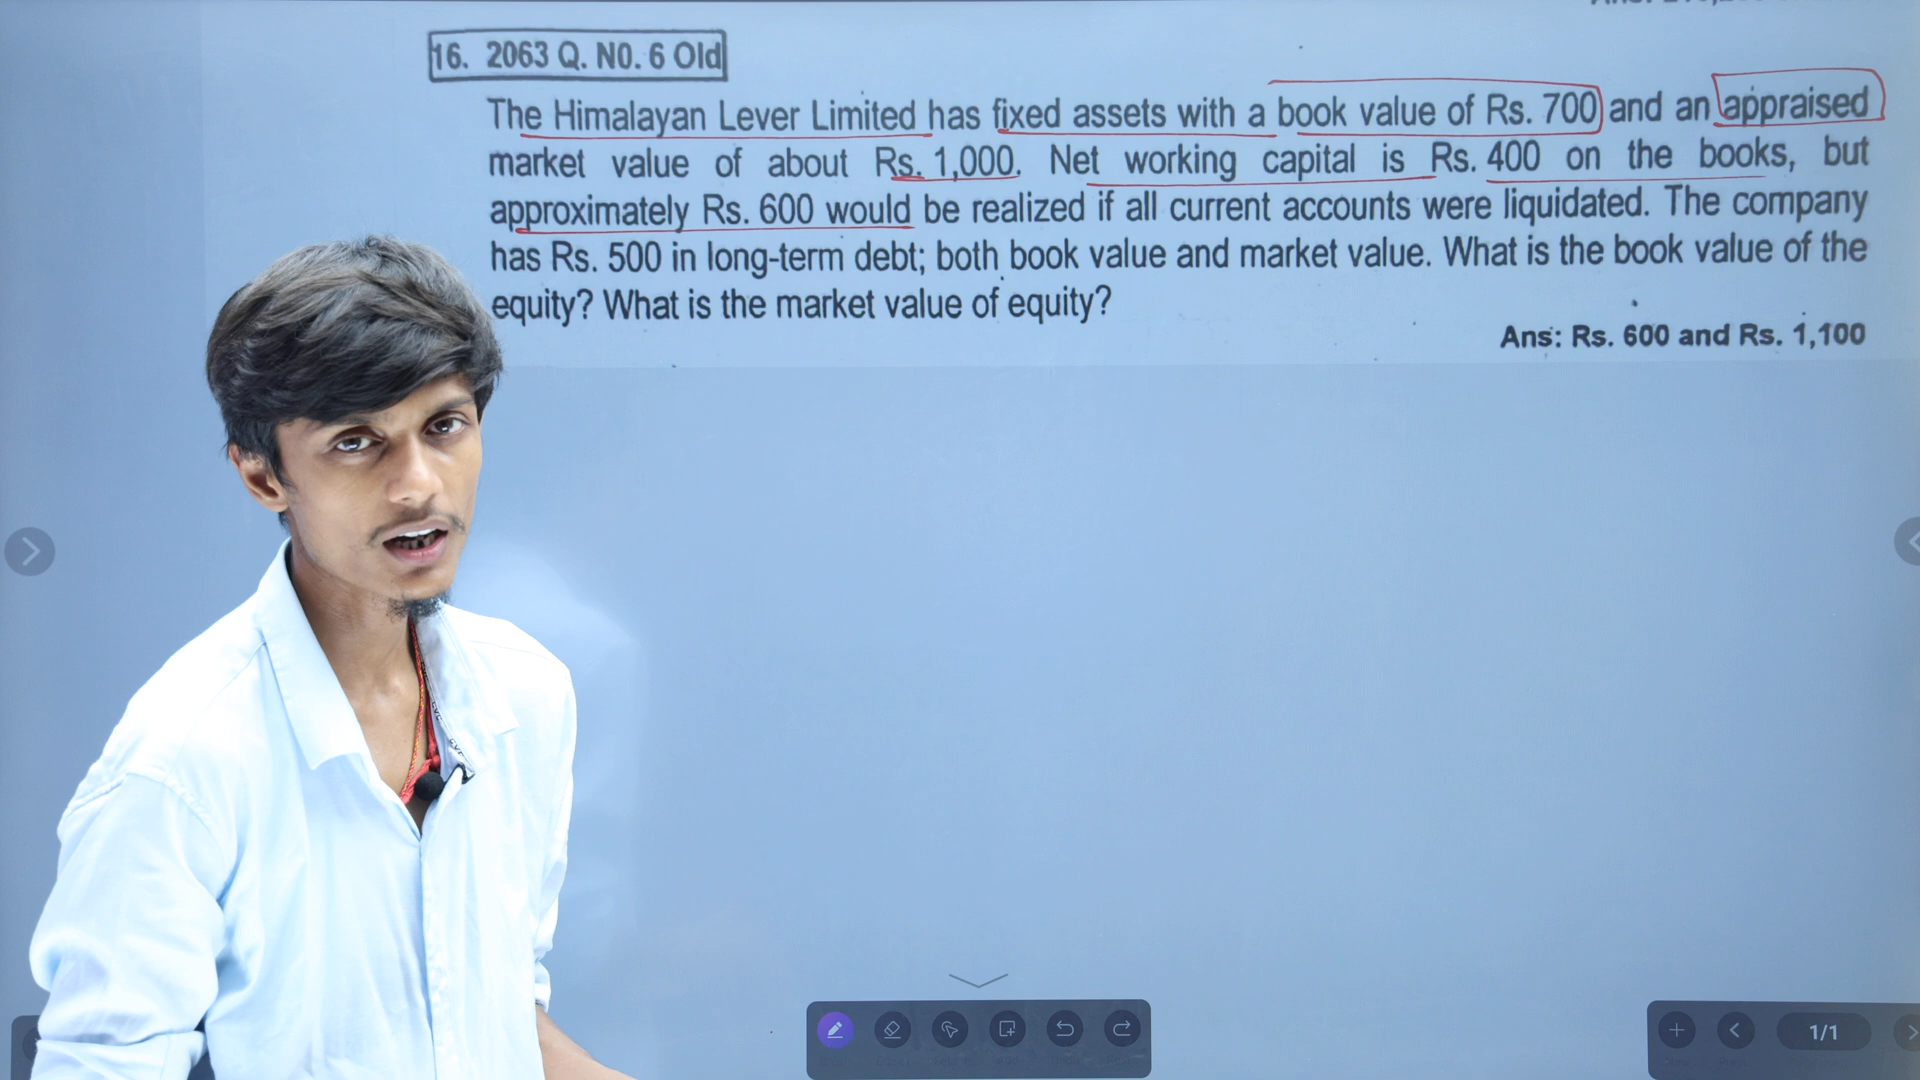 16. 2063 Q. NO. 6 Old
The Himalayan Lever Limited has fixed assets with a book value of Rs. 700 and an appraised
market value of about Rs. 1,000. Net working capital is Rs. 400 on the books, but
approximately Rs. 600 would be realized if all current accounts were liquidated. The company
has Rs. 500 in long-term debt; both book value and market value. What is the book value of the
equity? What is the market value of equity?
Ans: Rs. 600 and Rs. 1,100
1/1